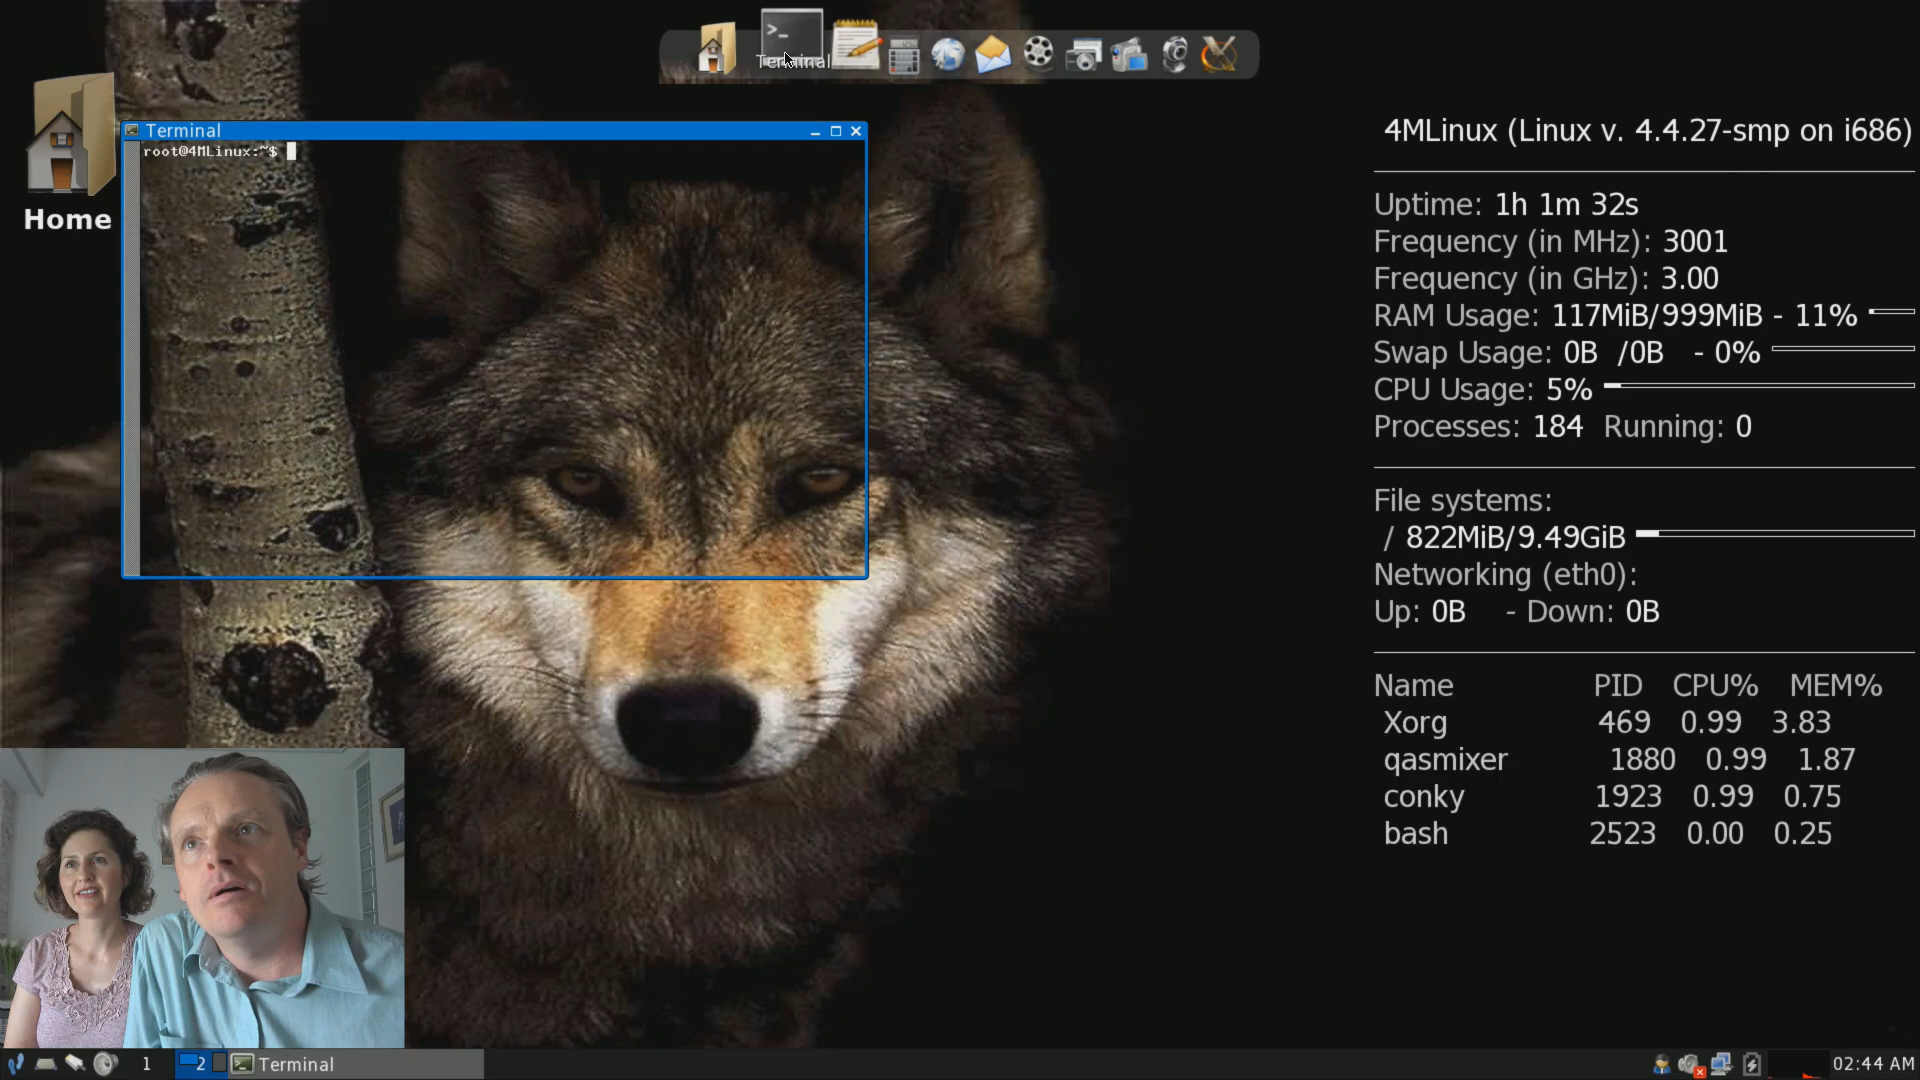 Terminal
Home
Terminal
root@4MLinux:~$
4MLinux (Linux v. 4.4.27-smp on i686)
Uptime: 1h 1m 32s
Frequency (in MHz): 3001
Frequency (in GHz): 3.00
RAM Usage: 117MiB/999MiB - 11%
Swap Usage: 0B /0B - 0%
CPU Usage: 5%
Processes: 184 Running: 0
File systems:
/ 822MiB/9.49GiB
Networking (eth0):
Up: 0B - Down: 0B
Name PID CPU% MEM%
Xorg 469 0.99 3.83
qasmixer 1880 0.99 1.87
conky 1923 0.99 0.75
bash 2523 0.00 0.25
1 2 Terminal
02:44 AM